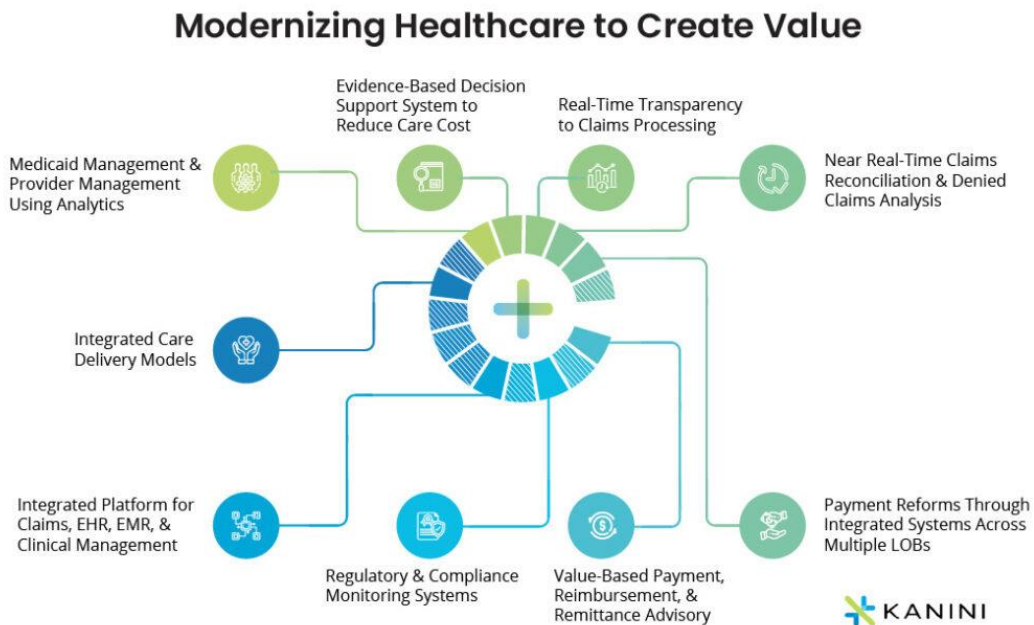 Modernizing Healthcare to Create Value
Evidence-Based Decision
Support System to
Reduce Care Cost
Real-Time Transparency
to Claims Processing
Medicaid Management &
Provider Management
Using Analytics
Near Real-Time Claims
Reconciliation & Denied
Claims Analysis
Integrated Care
Delivery Models
Integrated Platform for
Claims, EHR, EMR, &
Clinical Management
Regulatory & Compliance
Monitoring Systems
Value-Based Payment,
Reimbursement, &
Remittance Advisory
Payment Reforms Through
Integrated Systems Across
Multiple LOBs
KANINI